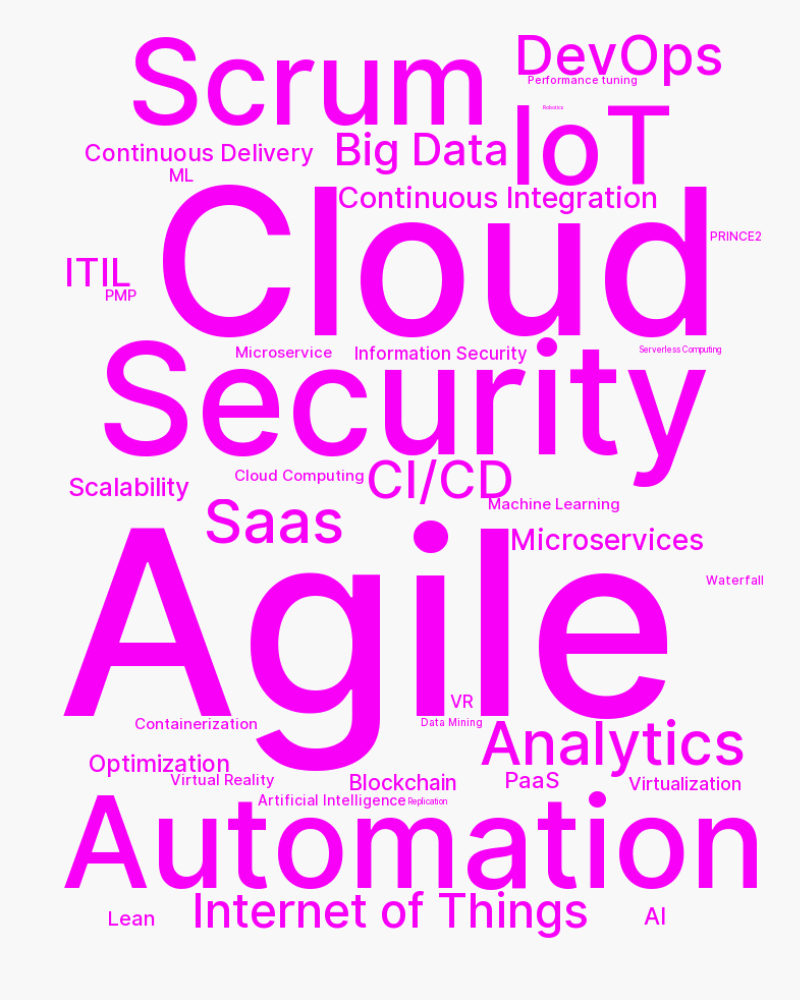 Scrum
DevOps
Performance tuning
Robotics
IoT
Continuous Delivery
Big Data
ML
Continuous Integration
Cloud
PRINCE2
ITIL
PMP
Microservice
Information Security
Serverless Computing
Security
Scalability
Cloud Computing
CI/CD
Machine Learning
Saas
Microservices
Agile
Waterfall
VR
Containerization
Data Mining
Analytics
Optimization
Virtual Reality
Blockchain
PaaS
Virtualization
Artificial Intelligence
Replication
Automation
Lean
Internet of Things
AI